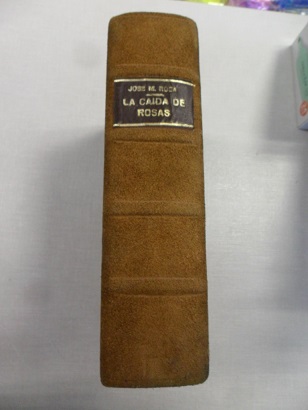 JOSE M. ROSA
LA CAIDA DE
ROSAS